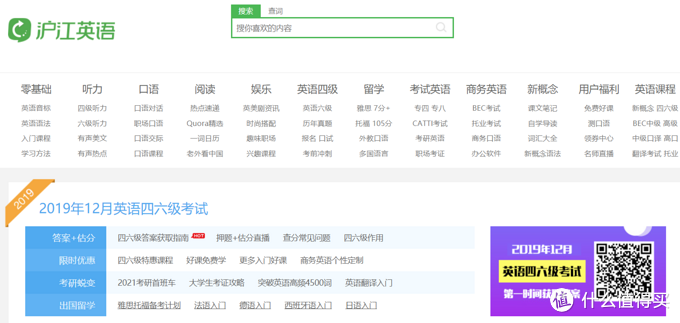 搜索 查词
沪江英语
搜你喜欢的内容
零基础 听力 口语 阅读 娱乐 英语四级 留学 考试英语 商务英语 新概念 用户福利 英语课程
英语音标 四级听力 口语对话 热点速递 英美剧资讯 英语六级 雅思 7分+ 专四 专八 BEC考试 课文笔记 免费好课 新概念 四六级
英语语法 六级听力 职场口语 Quora精选 时尚搭配 历年真题 托福 105分 CATTI考试 托业考试 自学导读 测口语 BEC中级 高级
入门课程 有声美文 口语交际 一词日历 趣味职场 报名 口试 外教口语 考研英语 商务口语 词汇大全 领券中心 中级口译 高口
学习方法 有声热点 口语课程 老外看中国 兴趣课程 考前冲刺 多国语言 职场考证 办公软件 新概念语法 名师直播 翻译考试 托业
2019
2019年12月英语四六级考试
答案+估分 四六级答案获取指南 HOT 押题+估分直播 查分常见问题 四六级作用
限时优惠 四六级特惠课程 好课免费学 更多入门好课 商务英语个性定制
考研蜕变 2021考研首班车 大学生考证攻略 突破英语高频4500词 英语翻译入门
出国留学 雅思托福备考计划 法语入门 德语入门 西班牙语入门 日语入门
2019年12月
英语四六级考试
第一时间获
值 什么值得买